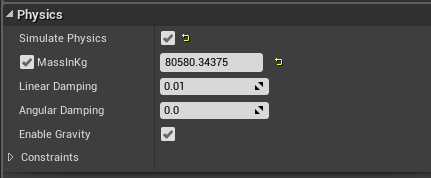 Physics
Simulate Physics
MassInKg 80580.34375
Linear Damping 0.01
Angular Damping 0.0
Enable Gravity
Constraints